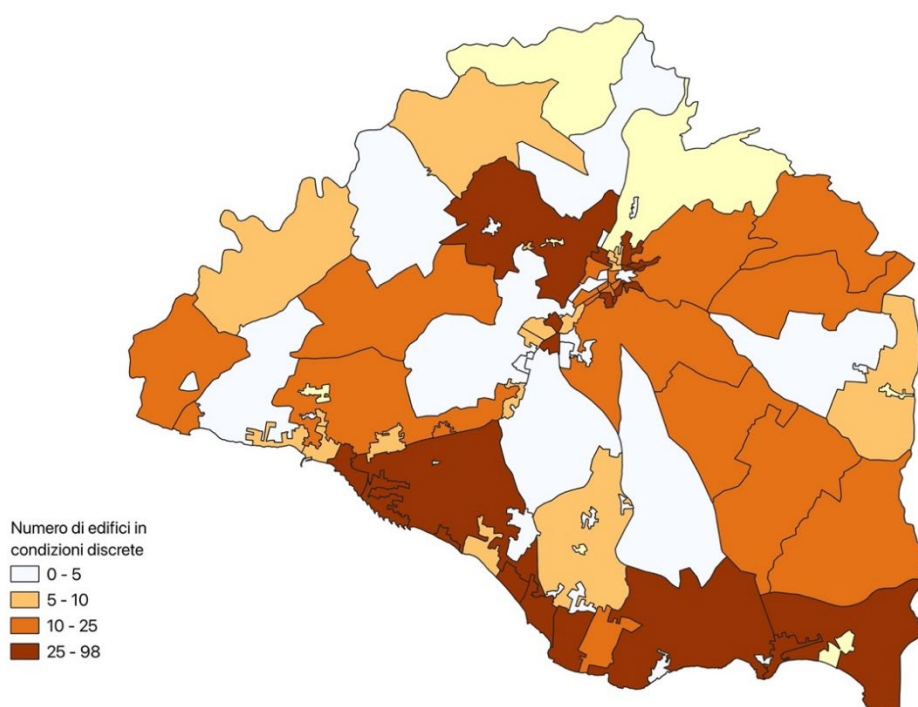 Numero di edifici in
condizioni discrete
0 - 5
5 - 10
10 - 25
25 - 98